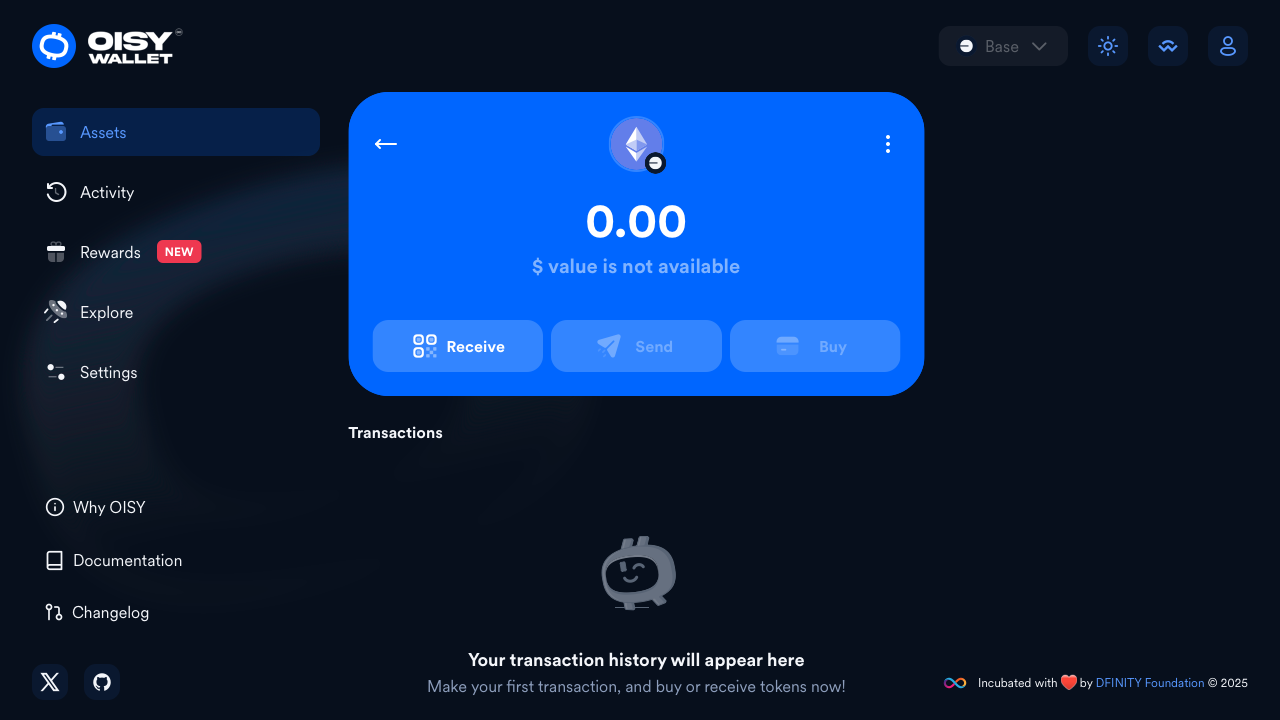 OISY
WALLET
Base
Assets
Activity
Rewards NEW
Explore
Settings
0.00
$ value is not available
Receive
Send
Buy
Transactions
Why OISY
Documentation
Changelog
Your transaction history will appear here
Make your first transaction, and buy or receive tokens now!
Incubated with ❤️ by DFINITY Foundation © 2025